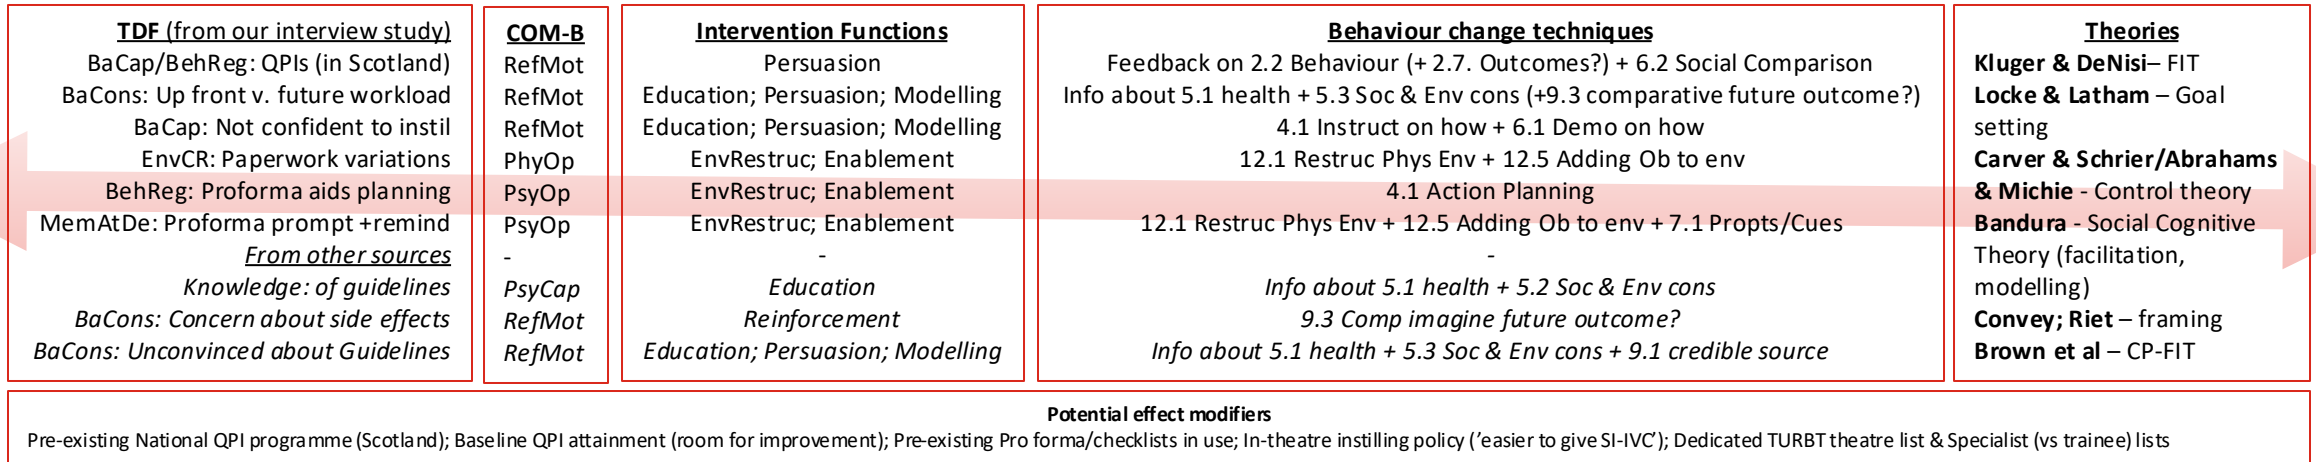 TDF (from our interview study)
BaCap/BehReg: QPIs (in Scotland)
BaCons: Up front v. future workload
BaCap: Not confident to instil
EnvCR: Paperwork variations
BehReg: Proforma aids planning
MemAtDe: Proforma prompt +remind
From other sources
Knowledge: of guidelines
BaCons: Concern about side effects
BaCons: Unconvinced about Guidelines
COM-B
RefMot
RefMot
RefMot
PhyOp
PsyOp
PsyOp
-
PsyCap
RefMot
RefMot
Intervention Functions
Persuasion
Education; Persuasion; Modelling
Education; Persuasion; Modelling
EnvRestruc; Enablement
EnvRestruc; Enablement
EnvRestruc; Enablement
-
Education
Reinforcement
Education; Persuasion; Modelling
Behaviour change techniques
Feedback on 2.2 Behaviour (+ 2.7. Outcomes?) + 6.2 Social Comparison
Info about 5.1 health + 5.3 Soc & Env cons (+9.3 comparative future outcome?)
4.1 Instruct on how + 6.1 Demo on how
12.1 Restruc Phys Env + 12.5 Adding Ob to env
4.1 Action Planning
12.1 Restruc Phys Env + 12.5 Adding Ob to env + 7.1 Propts/Cues
-
Info about 5.1 health + 5.2 Soc & Env cons
9.3 Comp imagine future outcome?
Info about 5.1 health + 5.3 Soc & Env cons + 9.1 credible source
Theories
Kluger & DeNisi– FIT
Locke & Latham – Goal
setting
Carver & Schrier/Abrahams
& Michie - Control theory
Bandura - Social Cognitive
Theory (facilitation,
modelling)
Convey; Riet – framing
Brown et al – CP-FIT
Potential effect modifiers
Pre-existing National QPI programme (Scotland); Baseline QPI attainment (room for improvement); Pre-existing Pro forma/checklists in use; In-theatre instilling policy ('easier to give SI-IVC'); Dedicated TURBT theatre list & Specialist (vs trainee) lists